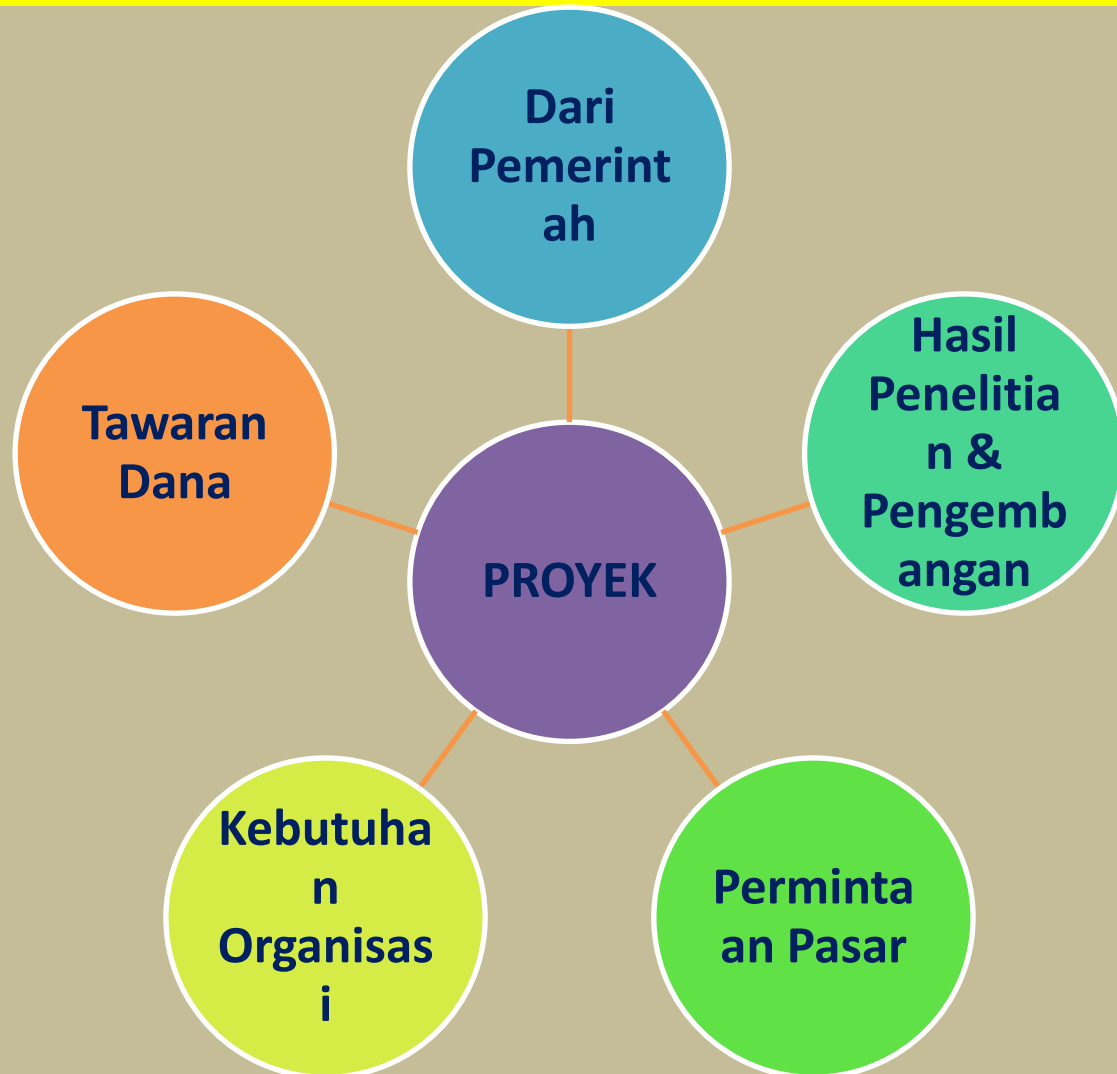 Dari
Pemerint
ah
Hasil
Penelitia
n &
Pengemb
angan
Tawaran
Dana
PROYEK
Kebutuha
n
Organisas
i
Perminta
an Pasar